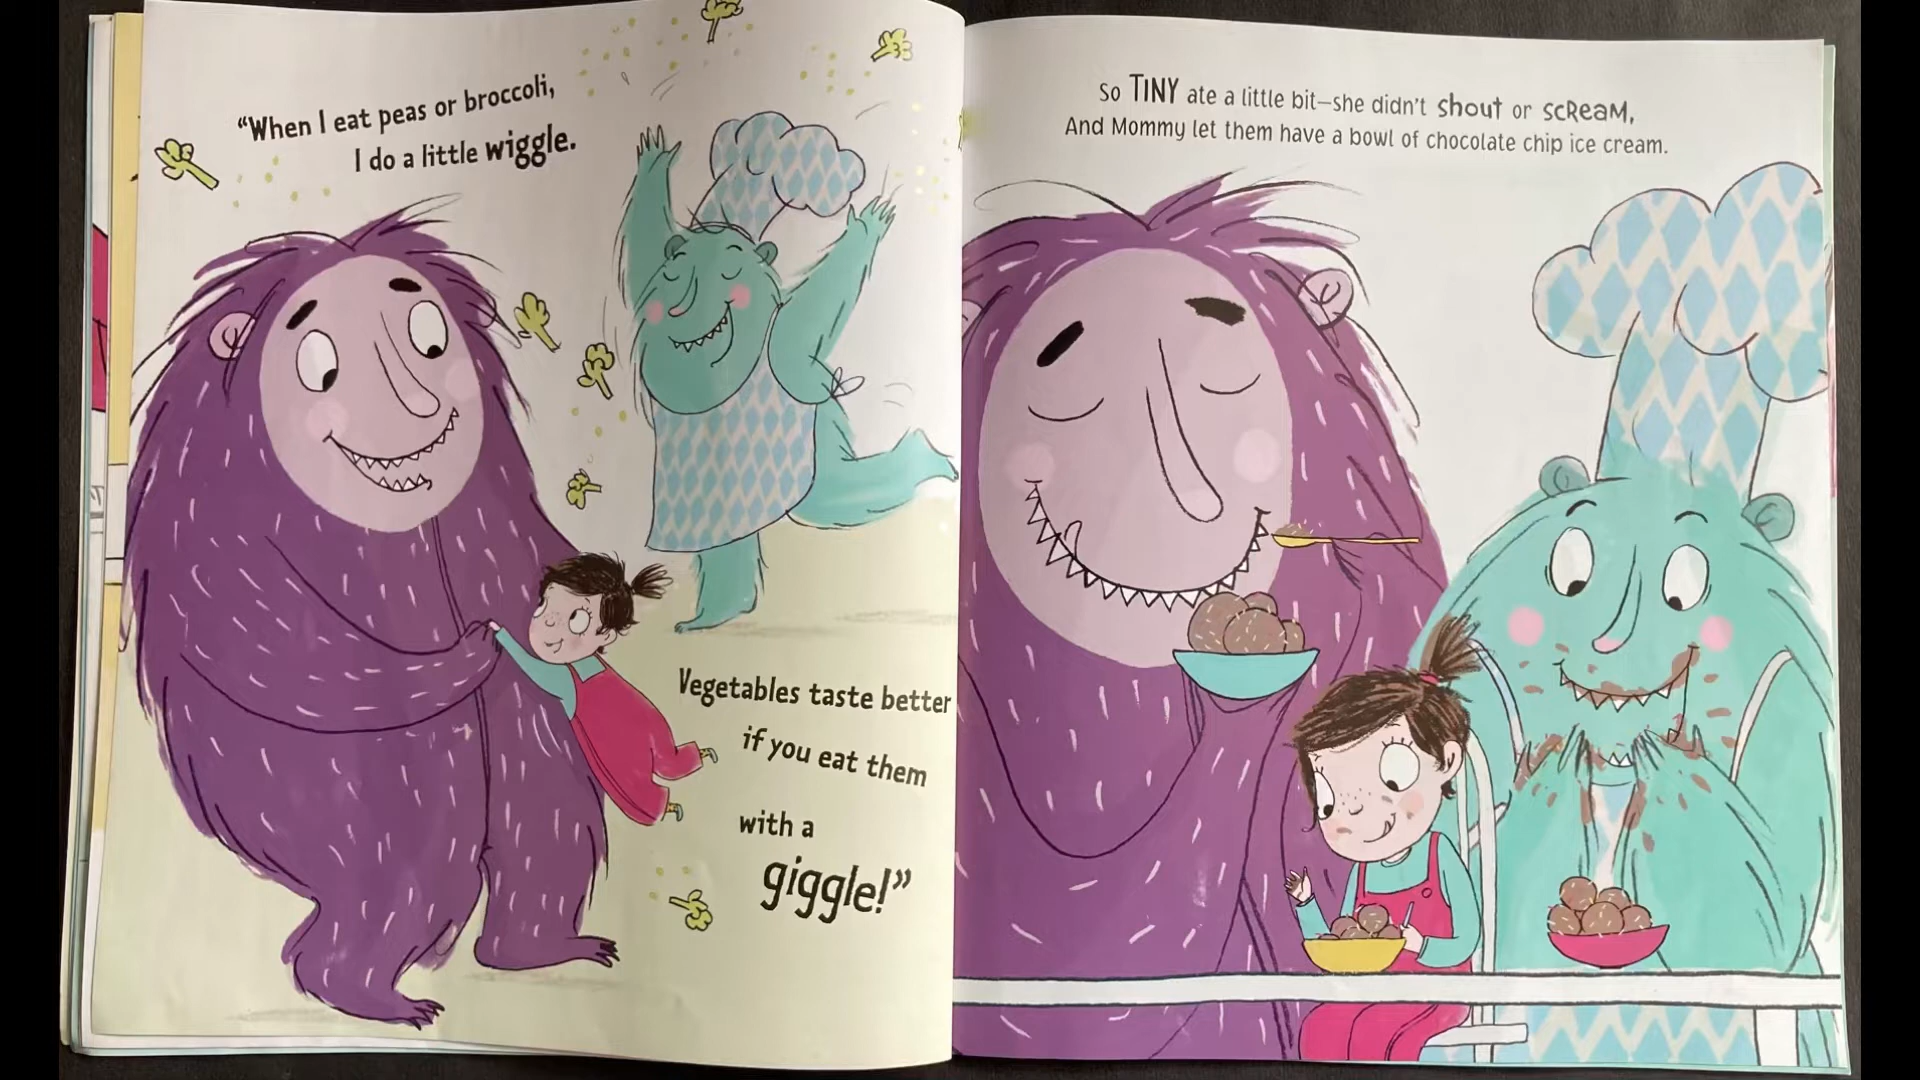 “When I eat peas or broccoli,
I do a little wiggle.
Vegetables taste better
if you eat them
with a
giggle!”
So TINY ate a little bit—she didn’t shout or scREaM,
And Mommy let them have a bowl of chocolate chip ice cream.